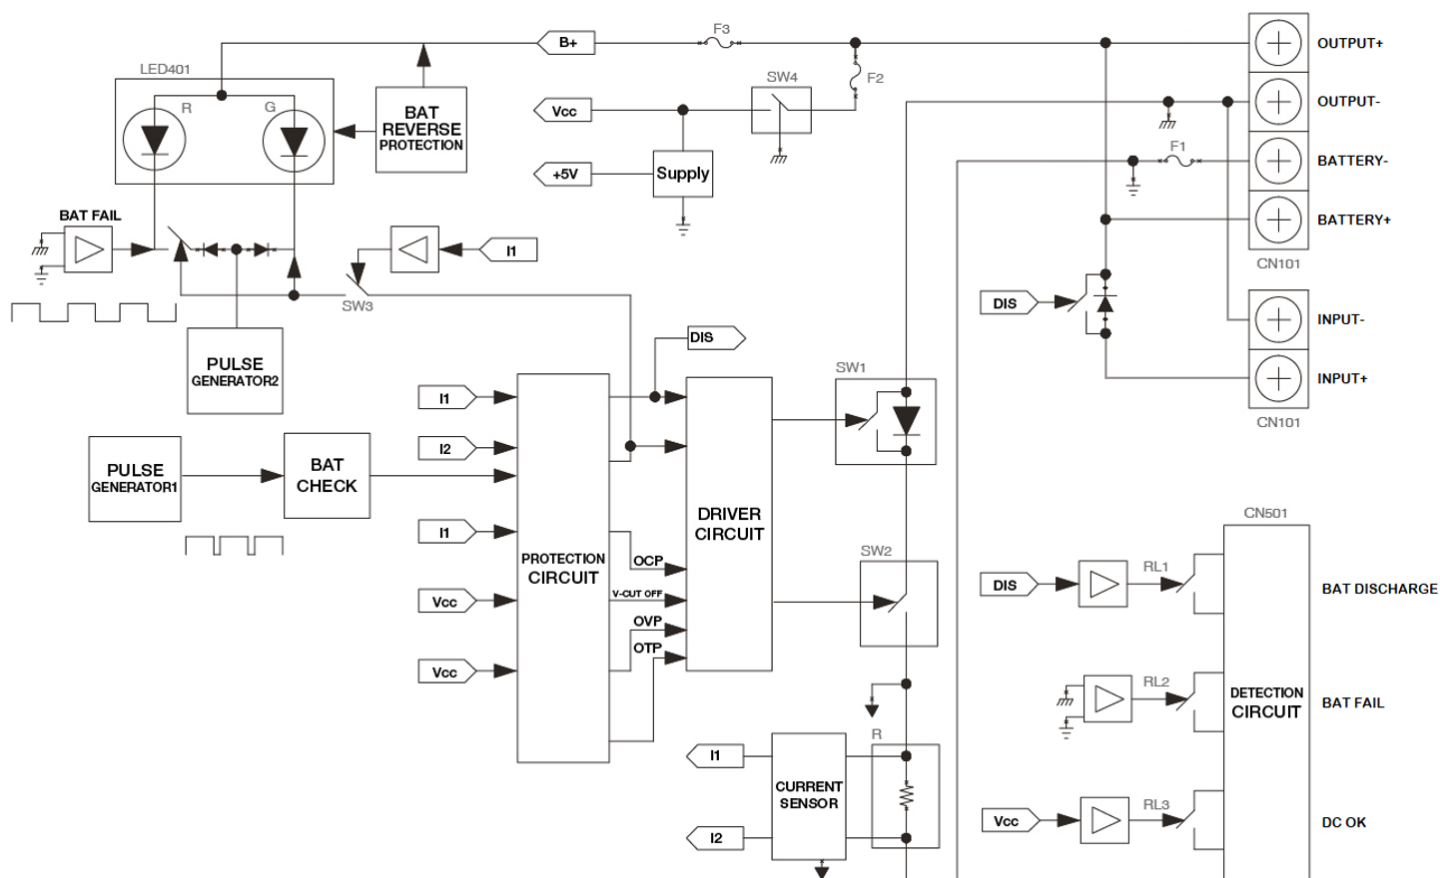 F3
B+
OUTPUT+
LED401
SW4
F2
R
G
BAT
REVERSE
PROTECTION
Vcc
OUTPUT-
F1
BATTERY-
+5V
Supply
BAT FAIL
BATTERY+
I1
CN101
SW3
DIS
INPUT-
DIS
PULSE
GENERATOR2
SW1
INPUT+
I1
CN101
I2
PULSE
GENERATOR1
BAT
CHECK
DRIVER
CIRCUIT
CN501
I1
PROTECTION
CIRCUIT
OCP
SW2
DIS
RL1
BAT DISCHARGE
Vcc
V-CUT OFF
OVP
OTP
Vcc
RL2
DETECTION
CIRCUIT
BAT FAIL
R
I1
CURRENT
SENSOR
I2
Vcc
RL3
DC OK